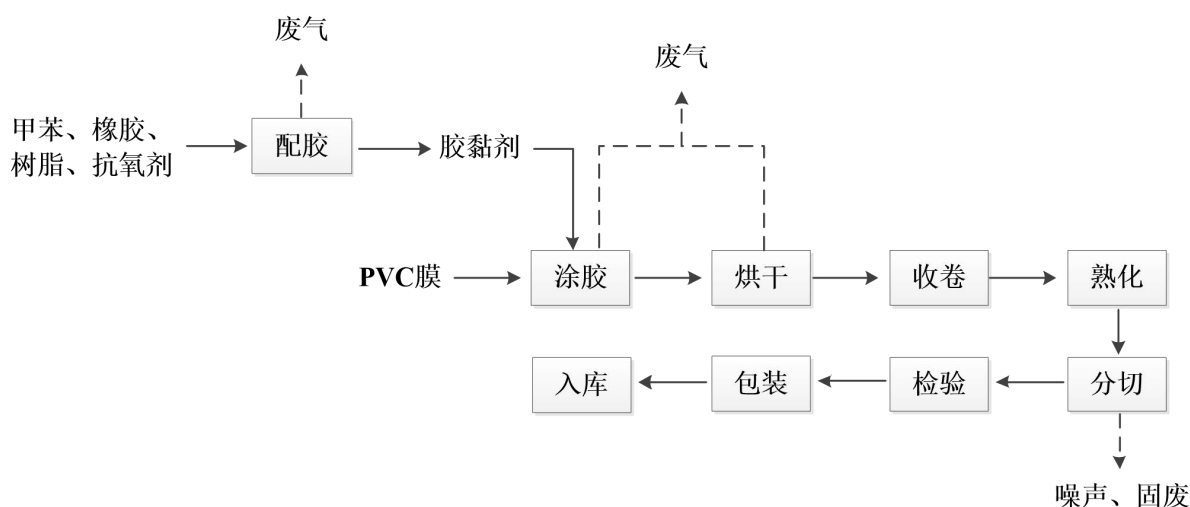 废气
废气
甲苯、橡胶、
树脂、抗氧剂
配胶
胶黏剂
PVC膜
涂胶
烘干
收卷
熟化
入库
包装
检验
分切
噪声、固废